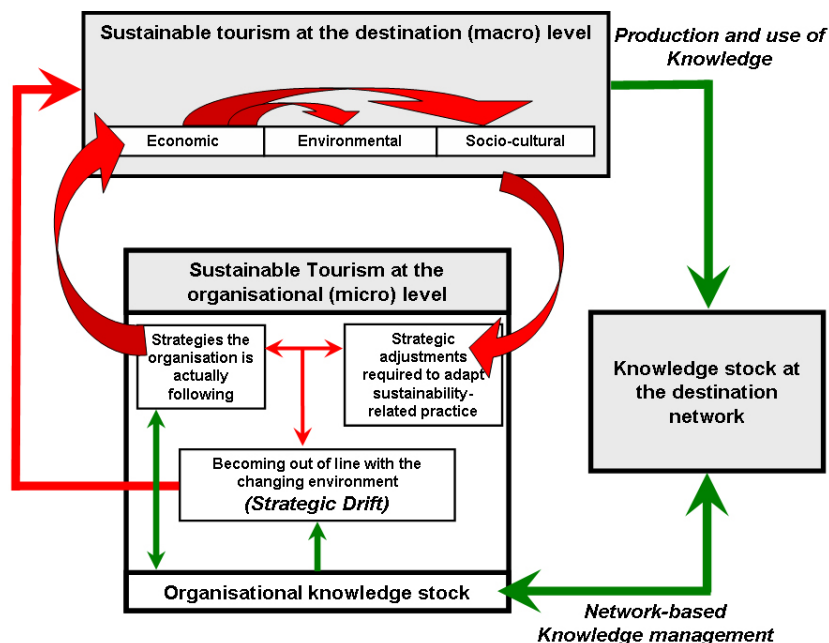 Sustainable tourism at the destination (macro) level
Production and use of
Knowledge
Economic
Environmental
Socio-cultural
Sustainable Tourism at the
organisational (micro) level
Strategies the
organisation is
actually
following
Strategic
adjustments
required to adapt
sustainability-
related practice
Knowledge stock at
the destination
network
Becoming out of line with the
changing environment
(Strategic Drift)
Organisational knowledge stock
Network-based
Knowledge management